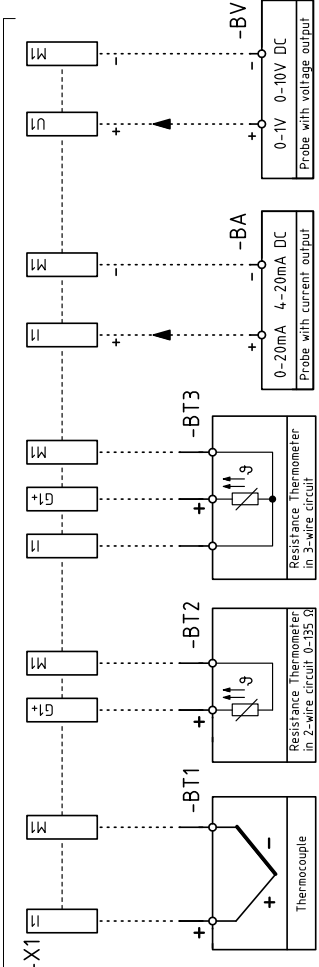 -X1
I1
M1
G1+
M1
I1
G1+
M1
I1
M1
U1
M1
+
-
+
-
-BT1
+
+ -
Thermocouple
-BT2
+
ϑ
Resistance Thermometer
in 2-wire circuit 0-135 Ω
-BT3
+
ϑ
Resistance Thermometer
in 3-wire circuit
-BA
+ -
0-20mA 4-20mA DC
Probe with current output
-BV
+ -
0-1V 0-10V DC
Probe with voltage output